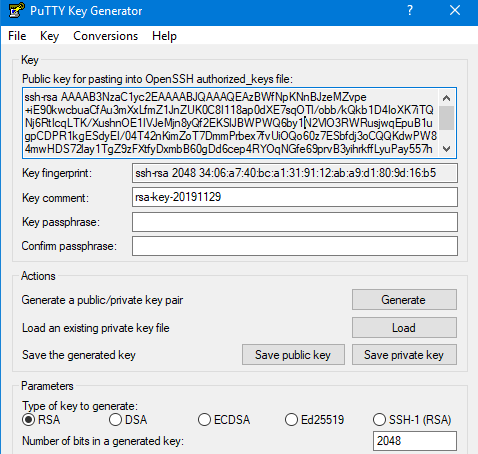 PuTTY Key Generator
File Key Conversions Help
Key
Public key for pasting into OpenSSH authorized_keys file:
ssh-rsa AAAAB3NzaC1yc2EAAAABJQAAAQEAzBWfNpKNnBJzeMZvpe
+iE90kwcbuaCfAu3mXxLfmZ1JnZUK0C8I118ap0dXE7sqOTI/obb/kQkb1D4loXK7iTQ
Nj6RtIcqLTK/XushnOE1IVJeMjn8yQf2EKSlJBWPWQ6by1N2VlO3RWRusjwqEpuB1u
gpCDPR1kgESdyEI/04T42nKimZoT7DmmPrbex7fvUiOQo60z7ESbfdj3oCQQKdwPW8
4mwHDS72lay1TgZ9zFXtfyDxmbB60gDd6cep4RYOqNGfe69prvB3yihrkffLyuPay557h
Key fingerprint: ssh-rsa 2048 34:06:a7:40:bc:a1:31:91:12:ab:a9:d1:80:9d:16:b5
Key comment: rsa-key-20191129
Key passphrase:
Confirm passphrase:
Actions
Generate a public/private key pair Generate
Load an existing private key file Load
Save the generated key Save public key Save private key
Parameters
Type of key to generate:
RSA DSA ECDSA Ed25519 SSH-1 (RSA)
Number of bits in a generated key: 2048